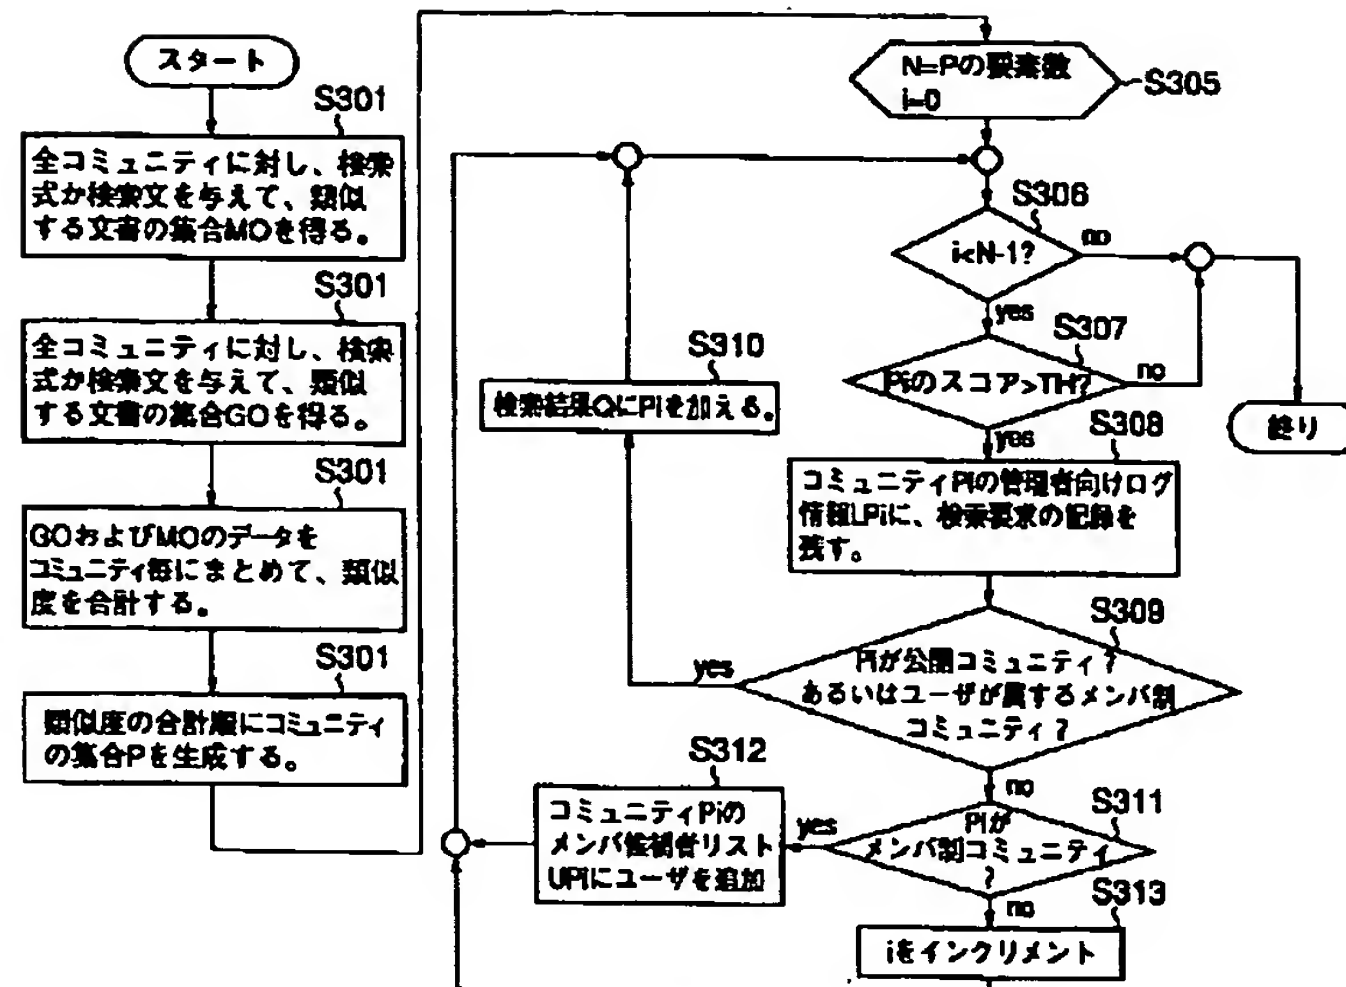 スタート
S301
全コミュニティに対し、検索
式か検索文を与えて、類似
する文書の集合MOを得る。
S301
全コミュニティに対し、検索
式か検索文を与えて、類似
する文書の集合GOを得る。
S301
GOおよびMOのデータを
コミュニティ毎にまとめて、類似
度を合計する。
S301
類似度の合計順にコミュニティ
の集合Pを生成する。
N=Pの要素数
i=0
S305
S306
i<N-1?
no
yes
S307
Piのスコア>TH?
no
yes
終り
S308
コミュニティPiの管理者向けログ
情報LPiに、検索要求の記録を
残す。
S309
Piが公開コミュニティ?
あるいはユーザが属するメンバ制
コミュニティ?
yes
S310
検索結果QにPiを加える。
no
S311
Piが
メンバ制コミュニティ
?
yes
S312
コミュニティPiの
メンバ候補者リスト
UPiにユーザを追加
no
S313
iをインクリメント